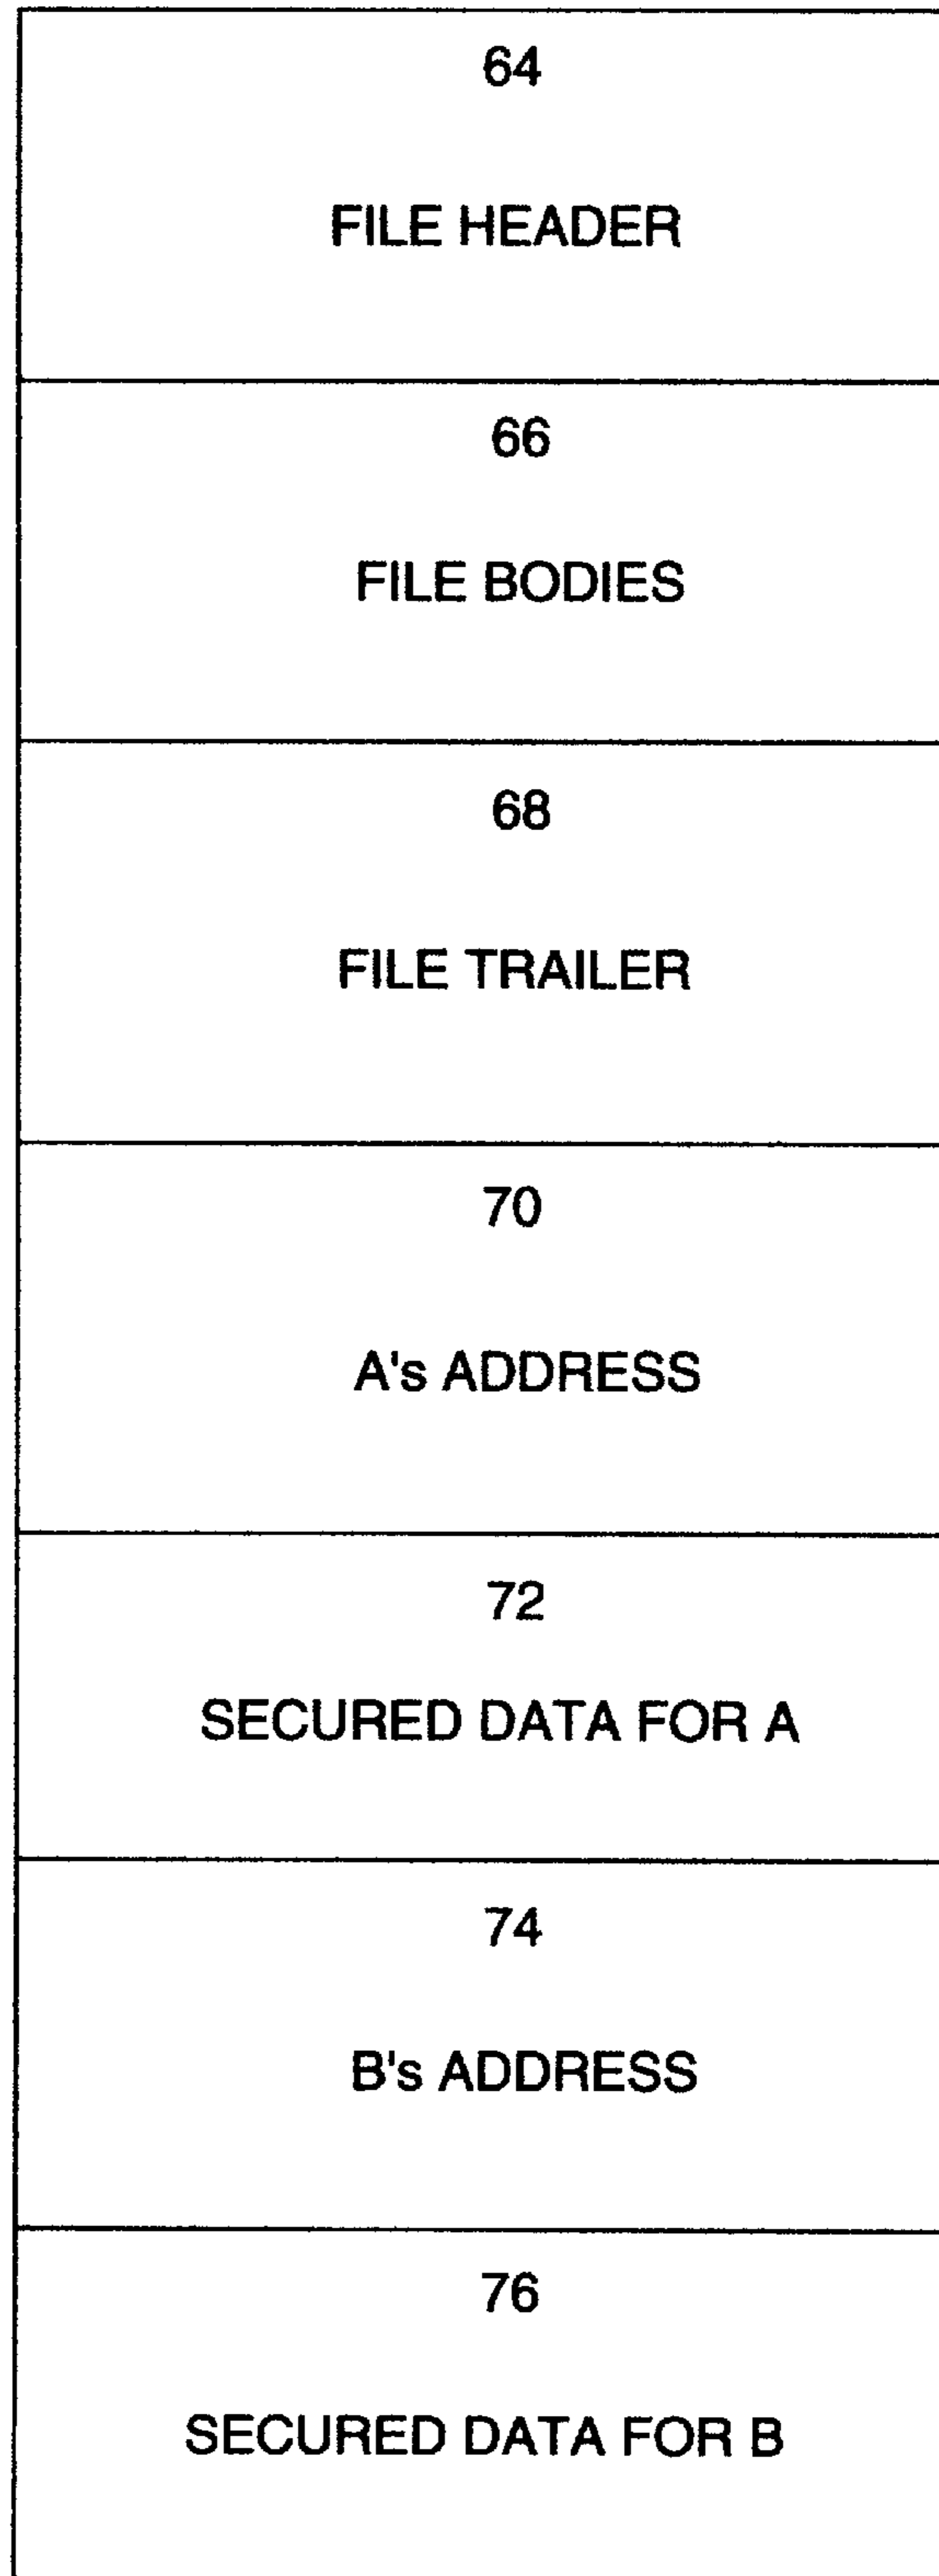 64
FILE HEADER
66
FILE BODIES
68
FILE TRAILER
70
A's ADDRESS
72
SECURED DATA FOR A
74
B's ADDRESS
76
SECURED DATA FOR B